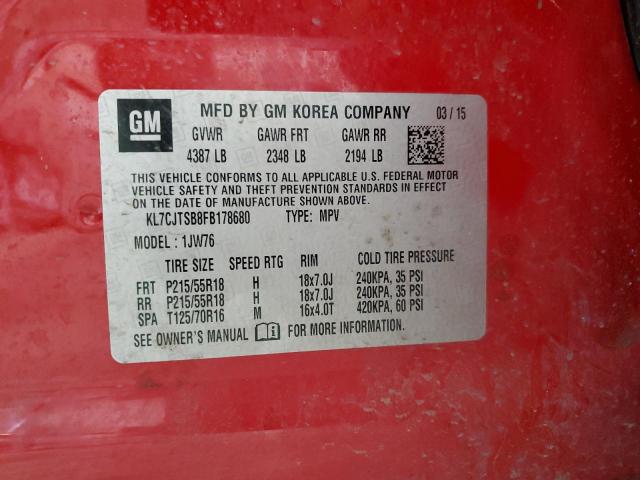 GM MFD BY GM KOREA COMPANY 03/15
GVWR GAWR FRT GAWR RR
4387 LB 2348 LB 2194 LB
THIS VEHICLE CONFORMS TO ALL APPLICABLE U.S. FEDERAL MOTOR
VEHICLE SAFETY AND THEFT PREVENTION STANDARDS IN EFFECT
ON THE DATE OF MANUFACTURE SHOWN ABOVE.
KL7CJTSB8FB178680 TYPE: MPV
MODEL : 1JW76
TIRE SIZE SPEED RTG RIM COLD TIRE PRESSURE
FRT P215/55R18 H 18x7.0J 240KPA, 35 PSI
RR P215/55R18 H 18x7.0J 240KPA, 35 PSI
SPA T125/70R16 M 16x4.0T 420KPA, 60 PSI
SEE OWNER'S MANUAL FOR MORE INFORMATION.